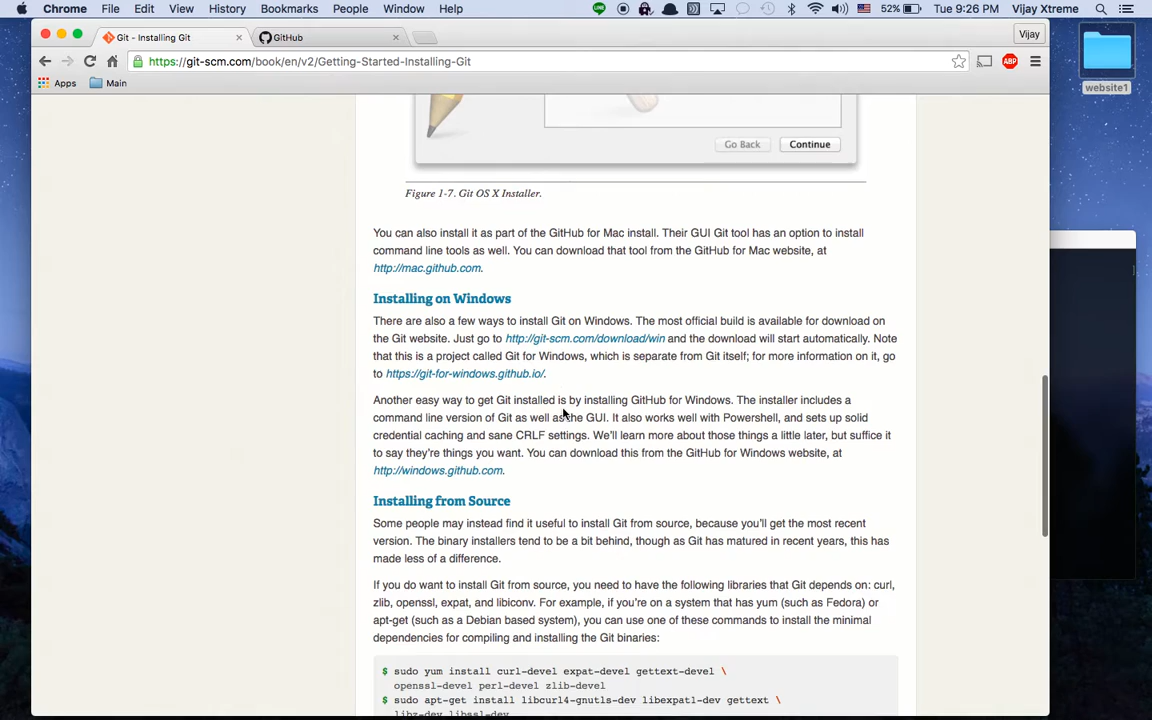 Chrome File Edit View History Bookmarks People Window Help 52% Tue 9:26 PM Vijay Xtreme
Git - Installing Git GitHub Vijay
https://git-scm.com/book/en/v2/Getting-Started-Installing-Git ABP
Apps Main
website1
Go Back Continue
Figure 1-7. Git OS X Installer.
You can also install it as part of the GitHub for Mac install. Their GUI Git tool has an option to install
command line tools as well. You can download that tool from the GitHub for Mac website, at
http://mac.github.com.
Installing on Windows
There are also a few ways to install Git on Windows. The most official build is available for download on
the Git website. Just go to http://git-scm.com/download/win and the download will start automatically. Note
that this is a project called Git for Windows, which is separate from Git itself; for more information on it, go
to https://git-for-windows.github.io/.
Another easy way to get Git installed is by installing GitHub for Windows. The installer includes a
command line version of Git as well as the GUI. It also works well with Powershell, and sets up solid
credential caching and sane CRLF settings. We'll learn more about those things a little later, but suffice it
to say they're things you want. You can download this from the GitHub for Windows website, at
http://windows.github.com.
Installing from Source
Some people may instead find it useful to install Git from source, because you'll get the most recent
version. The binary installers tend to be a bit behind, though as Git has matured in recent years, this has
made less of a difference.
If you do want to install Git from source, you need to have the following libraries that Git depends on: curl,
zlib, openssl, expat, and libiconv. For example, if you're on a system that has yum (such as Fedora) or
apt-get (such as a Debian based system), you can use one of these commands to install the minimal
dependencies for compiling and installing the Git binaries:
$ sudo yum install curl-devel expat-devel gettext-devel \
openssl-devel perl-devel zlib-devel
$ sudo apt-get install libcurl4-gnutls-dev libexpat1-dev gettext \
libz-dev libssl-dev